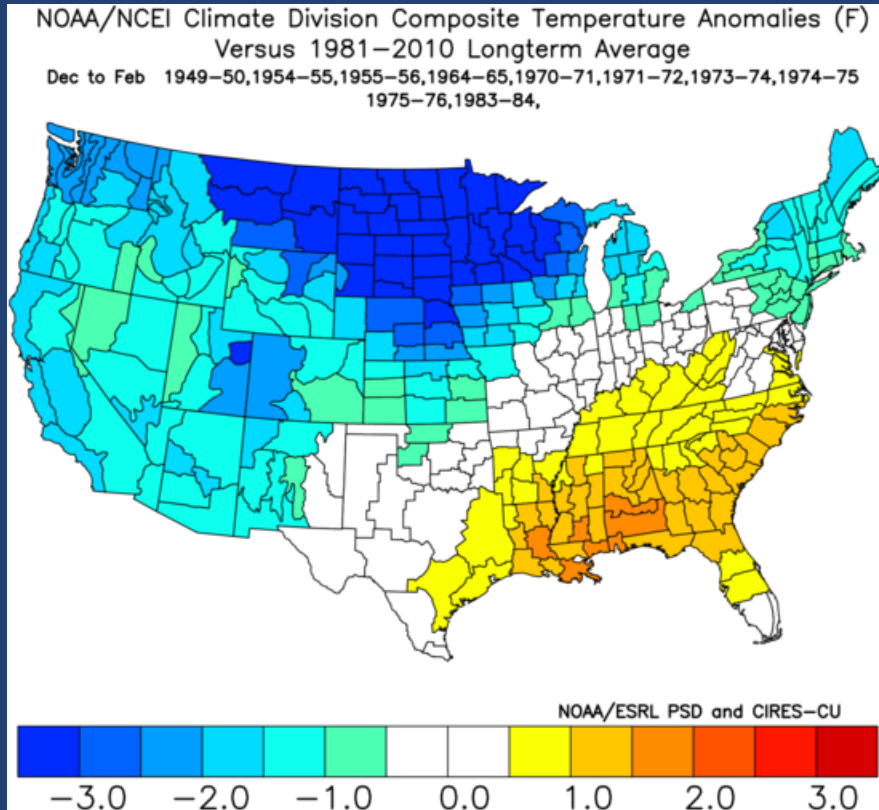 NOAA/NCEI Climate Division Composite Temperature Anomalies (F)
Versus 1981-2010 Longterm Average
Dec to Feb 1949-50,1954-55,1955-56,1964-65,1970-71,1971-72,1973-74,1974-75
1975-76,1983-84,
NOAA/ESRL PSD and CIRES-CU
-3.0 -2.0 -1.0 0.0 1.0 2.0 3.0